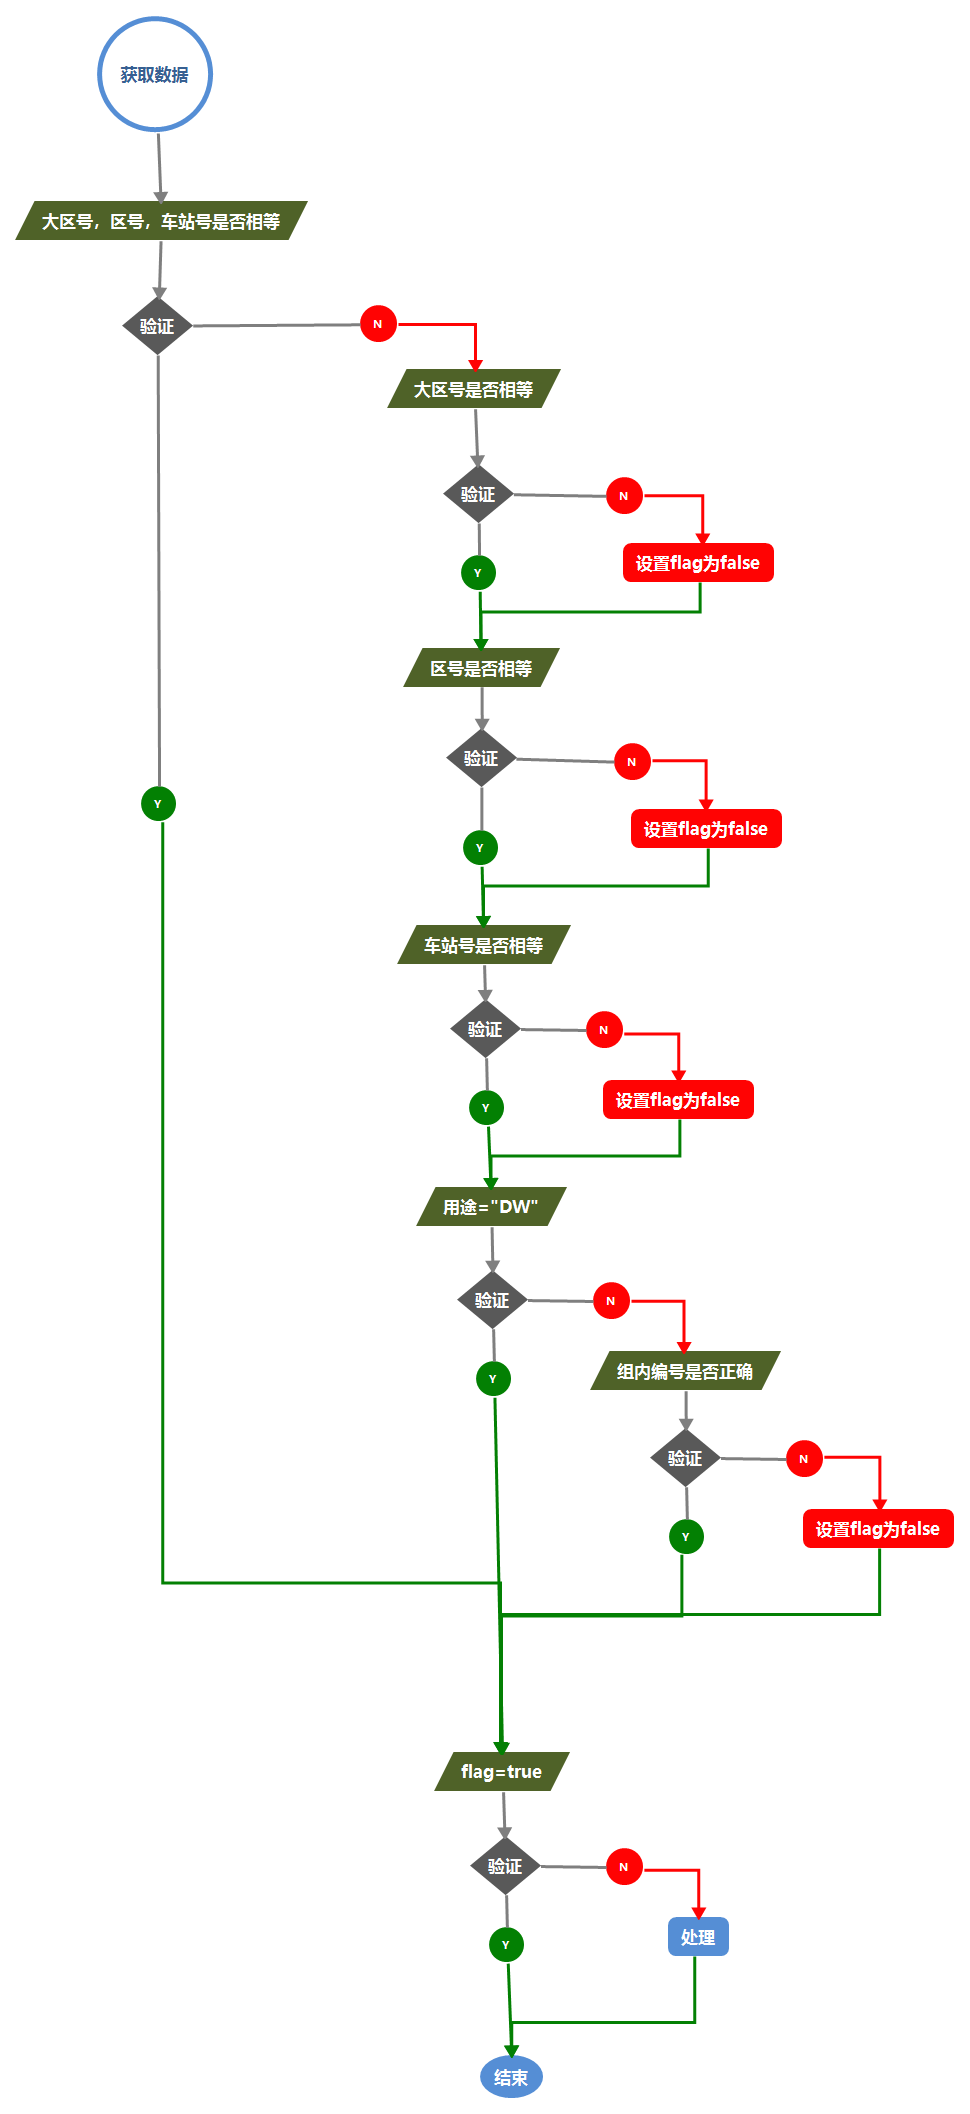 获取数据
大区号，区号，车站号是否相等
验证
N
大区号是否相等
验证
N
设置flag为false
Y
区号是否相等
验证
N
Y
设置flag为false
Y
车站号是否相等
验证
N
设置flag为false
Y
用途="DW"
验证
N
组内编号是否正确
Y
验证
N
设置flag为false
Y
flag=true
验证
N
处理
Y
结束